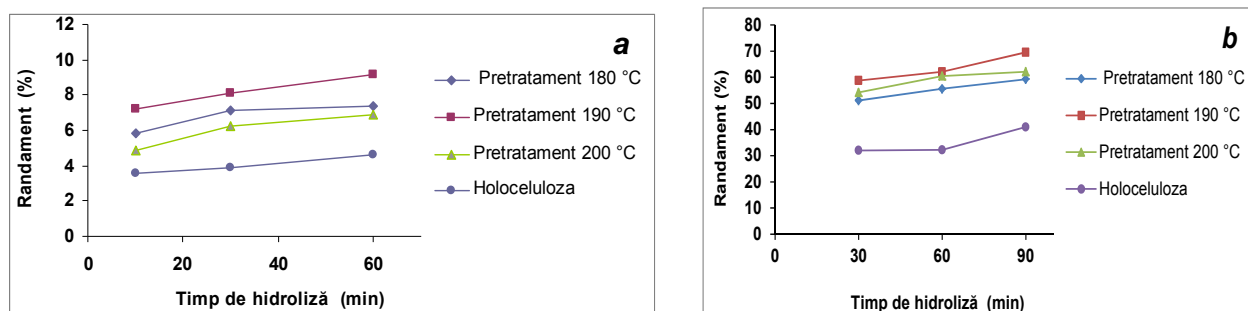 a
Randament (%)
12
10
8
6
4
2
0
0 20 40 60
Timp de hidroliză (min)
Pretratament 180 °C
Pretratament 190 °C
Pretratament 200 °C
Holoceluloza
b
Randament (%)
80
70
60
50
40
30
20
10
0
0 30 60 90
Timp de hidroliză (min)
Pretratament 180 °C
Pretratament 190 °C
Pretratament 200 °C
Holoceluloza